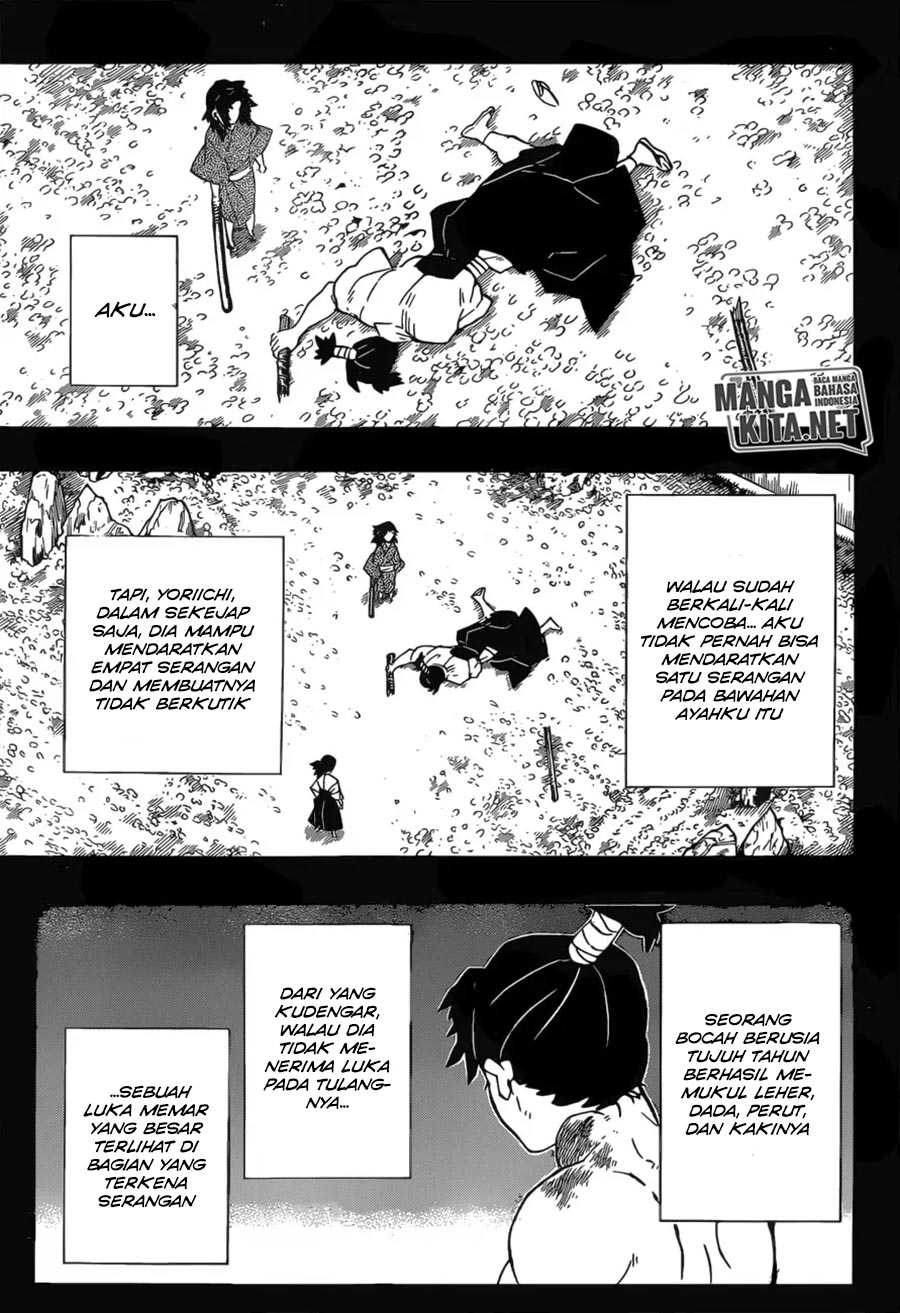 AKU...
MANGA
KITA.NET
BACA MANGA
BAHASA
INDONESIA
WALAU SUDAH
BERKALI-KALI
MENCOBA... AKU
TIDAK PERNAH BISA
MENDARATKAN
SATU SERANGAN
PADA BAWAHAN
AYAHKU ITU
TAPI, YORIICHI,
DALAM SEKEJAP
SAJA, DIA MAMPU
MENDARATKAN
EMPAT SERANGAN
DAN MEMBUATNYA
TIDAK BERKUTIK
SEORANG
BOCAH BERUSIA
TUJUH TAHUN
BERHASIL ME-
MUKUL LEHER,
DADA, PERUT,
DAN KAKINYA
DARI YANG
KUDENGAR,
WALAU DIA
TIDAK ME-
NERIMA LUKA
PADA TULANG-
NYA...
...SEBUAH
LUKA MEMAR
YANG BESAR
TERLIHAT DI
BAGIAN YANG
TERKENA
SERANGAN